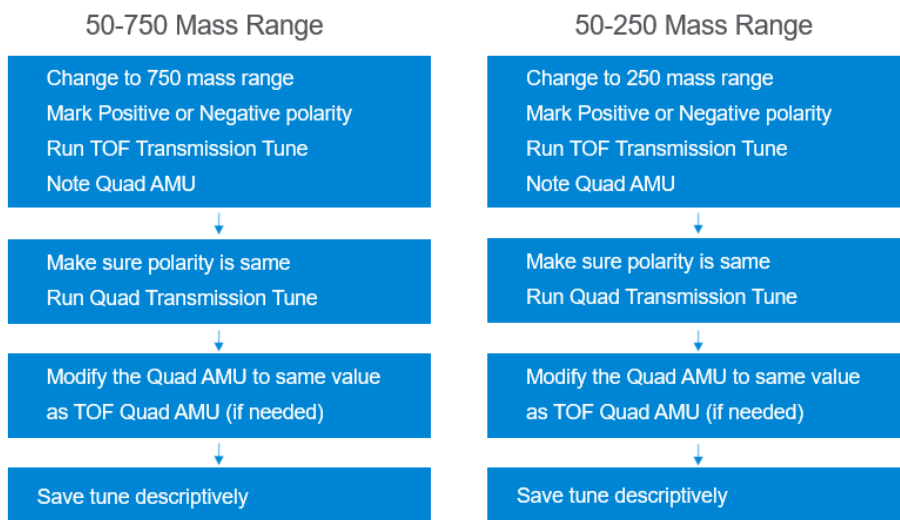 50-750 Mass Range
Change to 750 mass range
Mark Positive or Negative polarity
Run TOF Transmission Tune
Note Quad AMU
Make sure polarity is same
Run Quad Transmission Tune
Modify the Quad AMU to same value
as TOF Quad AMU (if needed)
Save tune descriptively
50-250 Mass Range
Change to 250 mass range
Mark Positive or Negative polarity
Run TOF Transmission Tune
Note Quad AMU
Make sure polarity is same
Run Quad Transmission Tune
Modify the Quad AMU to same value
as TOF Quad AMU (if needed)
Save tune descriptively